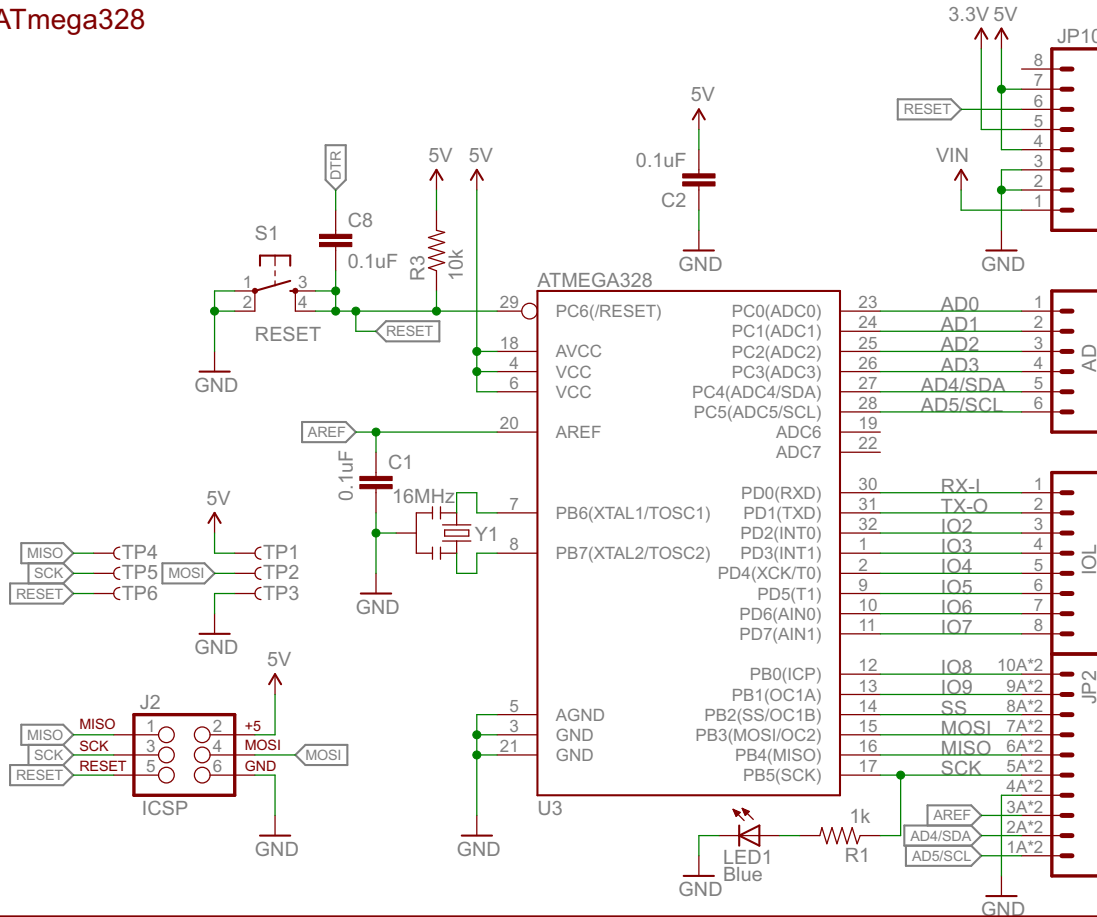 ATmega328
3.3V 5V
JP10
8
7
RESET
6
5
4
VIN
3
2
1
GND
5V
0.1uF
C2
GND
DTR
5V
5V
C8
0.1uF
R3
10k
S1
1
3
2
4
RESET
GND
RESET
ATMEGA328
29
PC6(/RESET)
18
AVCC
4
VCC
6
VCC
20
AREF
AREF
C1
0.1uF
16MHz
Y1
7
PB6(XTAL1/TOSC1)
8
PB7(XTAL2/TOSC2)
GND
5
AGND
3
GND
21
GND
GND
U3
PC0(ADC0) 23 AD0 1
PC1(ADC1) 24 AD1 2
PC2(ADC2) 25 AD2 3
PC3(ADC3) 26 AD3 4
PC4(ADC4/SDA) 27 AD4/SDA 5
PC5(ADC5/SCL) 28 AD5/SCL 6
ADC6 19
ADC7 22
AD
PD0(RXD) 30 RX-I 1
PD1(TXD) 31 TX-O 2
PD2(INT0) 32 IO2 3
PD3(INT1) 1 IO3 4
PD4(XCK/T0) 2 IO4 5
PD5(T1) 9 IO5 6
PD6(AIN0) 10 IO6 7
PD7(AIN1) 11 IO7 8
IOL
PB0(ICP) 12 IO8 10A*2
PB1(OC1A) 13 IO9 9A*2
PB2(SS/OC1B) 14 SS 8A*2
PB3(MOSI/OC2) 15 MOSI 7A*2
PB4(MISO) 16 MISO 6A*2
PB5(SCK) 17 SCK 5A*2
4A*2
AREF 3A*2
AD4/SDA 2A*2
AD5/SCL 1A*2
JP2
GND
1k
R1
LED1
Blue
GND
5V
MISO TP4 TP1
SCK TP5 MOSI TP2
RESET TP6 TP3
GND
5V
J2
MISO MISO 1 2 +5
SCK SCK 3 4 MOSI MOSI
RESET RESET 5 6 GND
ICSP
GND